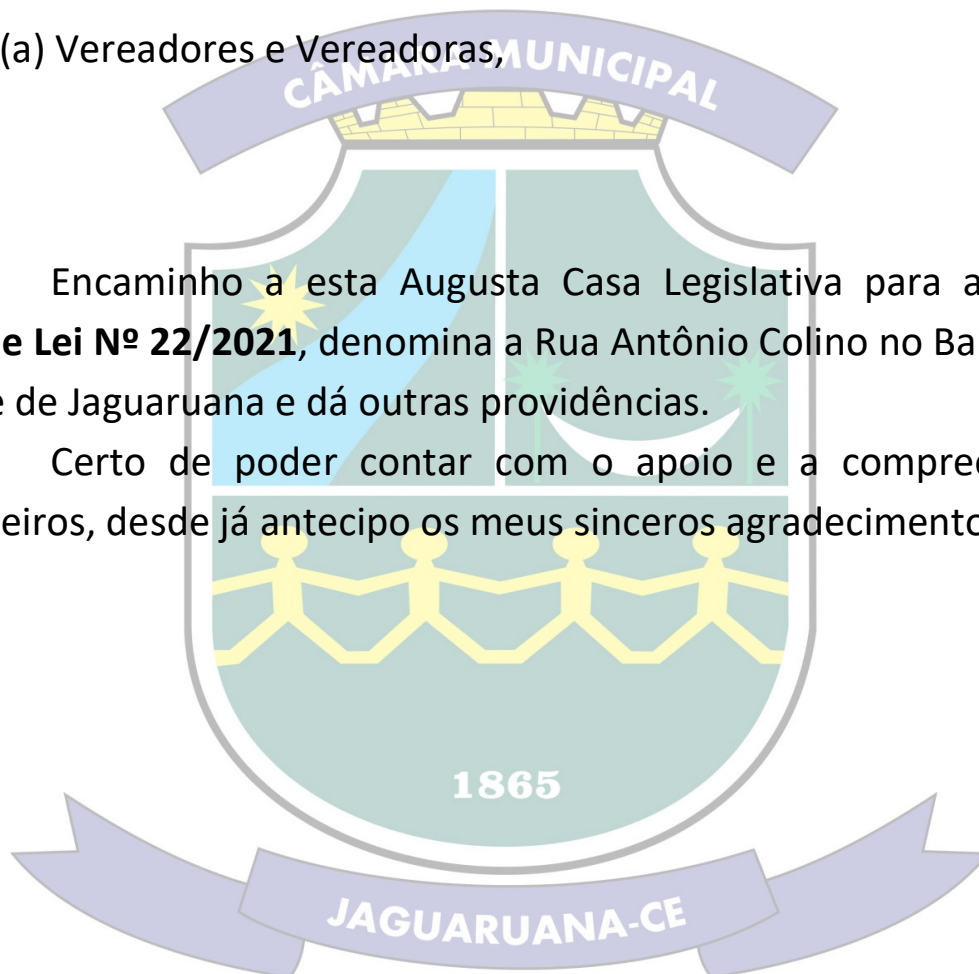 (a) Vereadores e Vereadoras,
CÂMARA MUNICIPAL
Encaminho a esta Augusta Casa Legislativa para a
e Lei Nº 22/2021, denomina a Rua Antônio Colino no Ba
e de Jaguaruana e dá outras providências.
Certo de poder contar com o apoio e a compre
eiros, desde já antecipo os meus sinceros agradecimento
1865
JAGUARUANA-CE